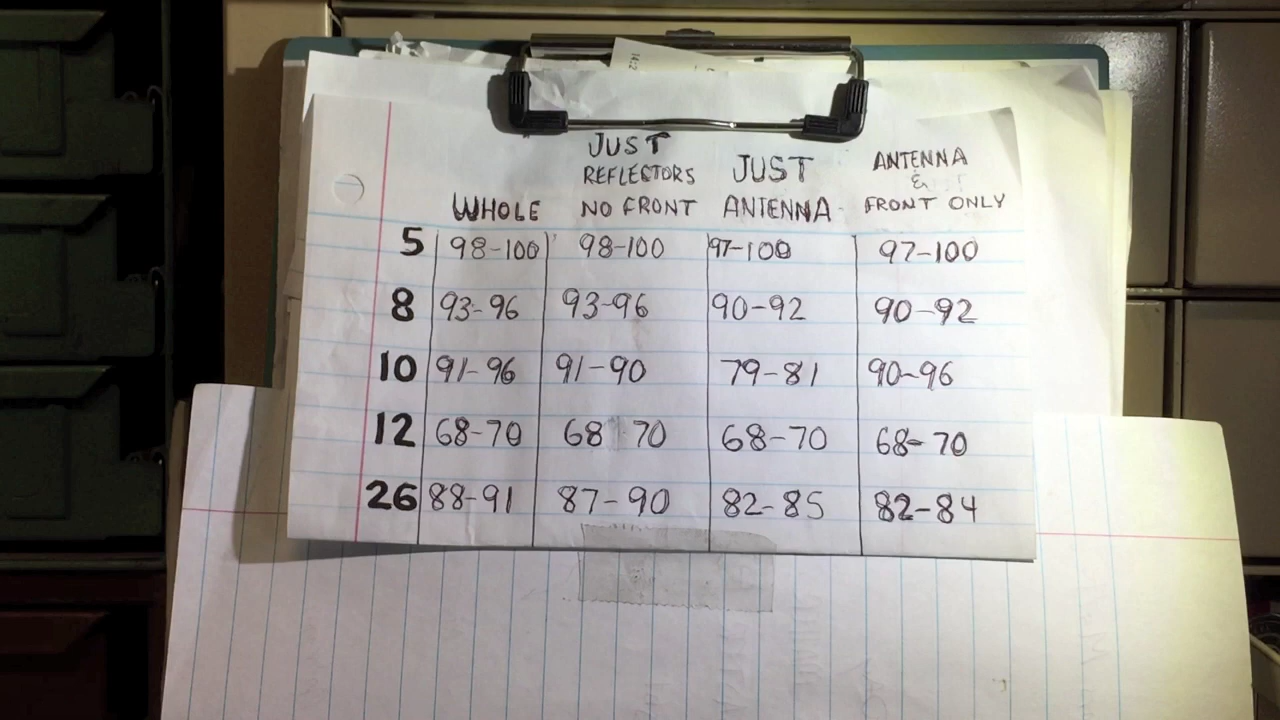 JUST JUST ANTENNA
REFLECTORS &
WHOLE NO FRONT ANTENNA FRONT ONLY
5 98-100 98-100 97-100 97-100
8 93-96 93-96 90-92 90-92
10 91-96 91-90 79-81 90-96
12 68-70 68 70 68-70 68-70
26 88-91 87-90 82-85 82-84